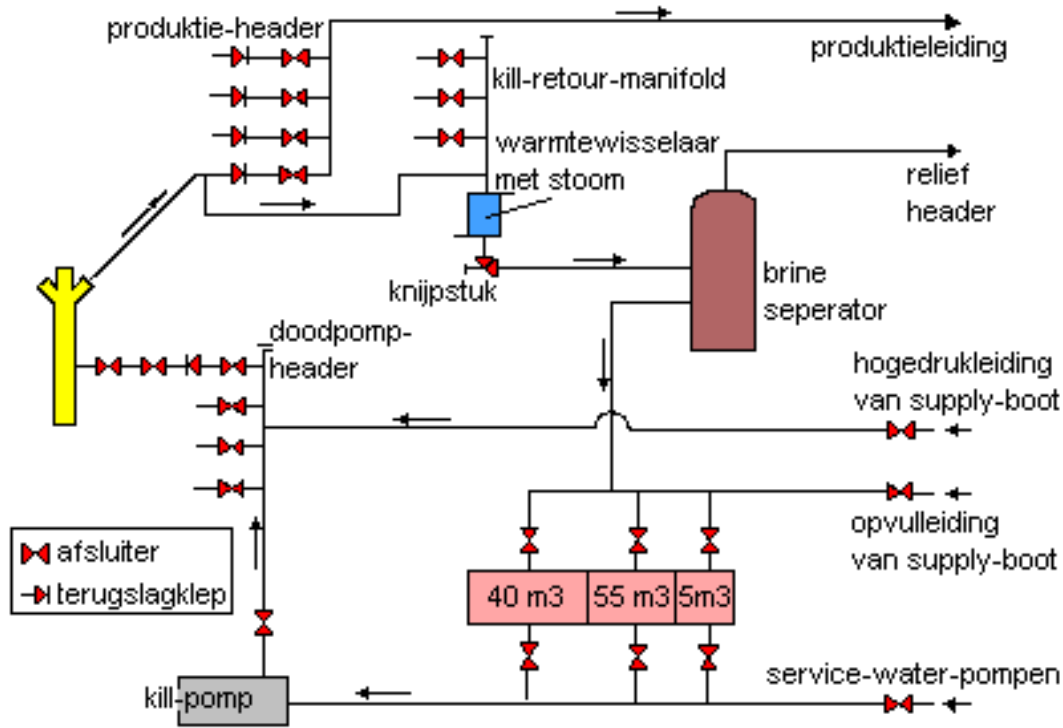 produktie-header
produktieleiding
kill-retour-manifold
warmtewisselaar
met stoom
relief
header
knijpstuk
brine
seperator
doodpomp-
header
hogedrukleiding
van supply-boot
opvulleiding
van supply-boot
afsluiter
terugslagklep
40 m3
55 m3
5m3
kill-pomp
service-water-pompen